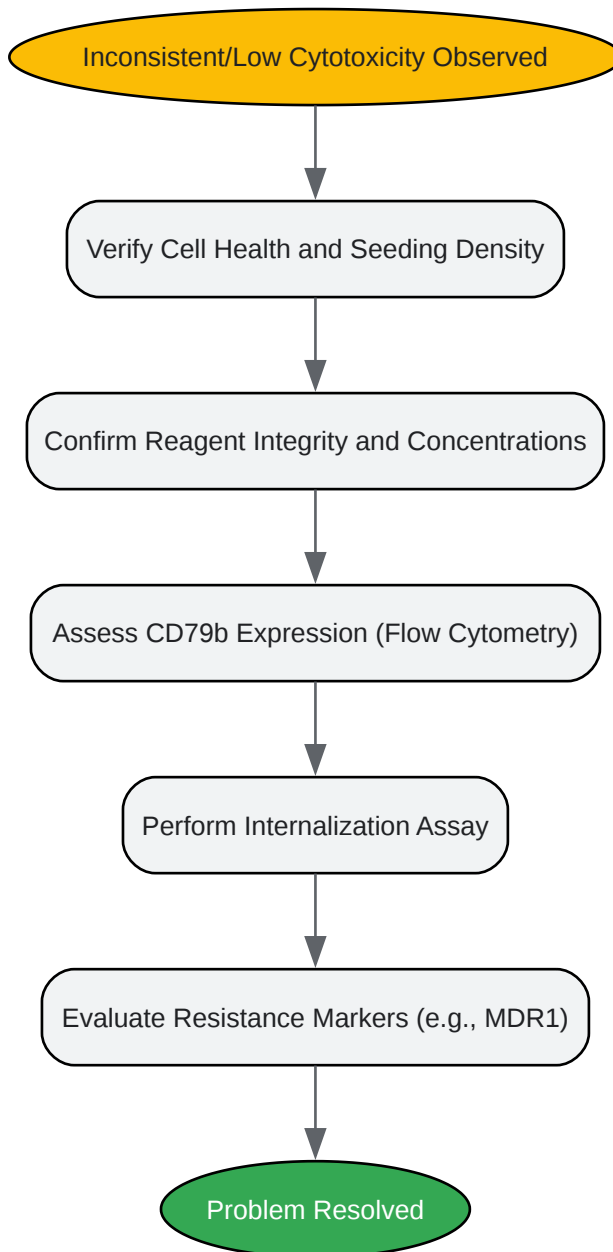 Inconsistent/Low Cytotoxicity Observed
Verify Cell Health and Seeding Density
Confirm Reagent Integrity and Concentrations
Assess CD79b Expression (Flow Cytometry)
Perform Internalization Assay
Evaluate Resistance Markers (e.g., MDR1)
Problem Resolved